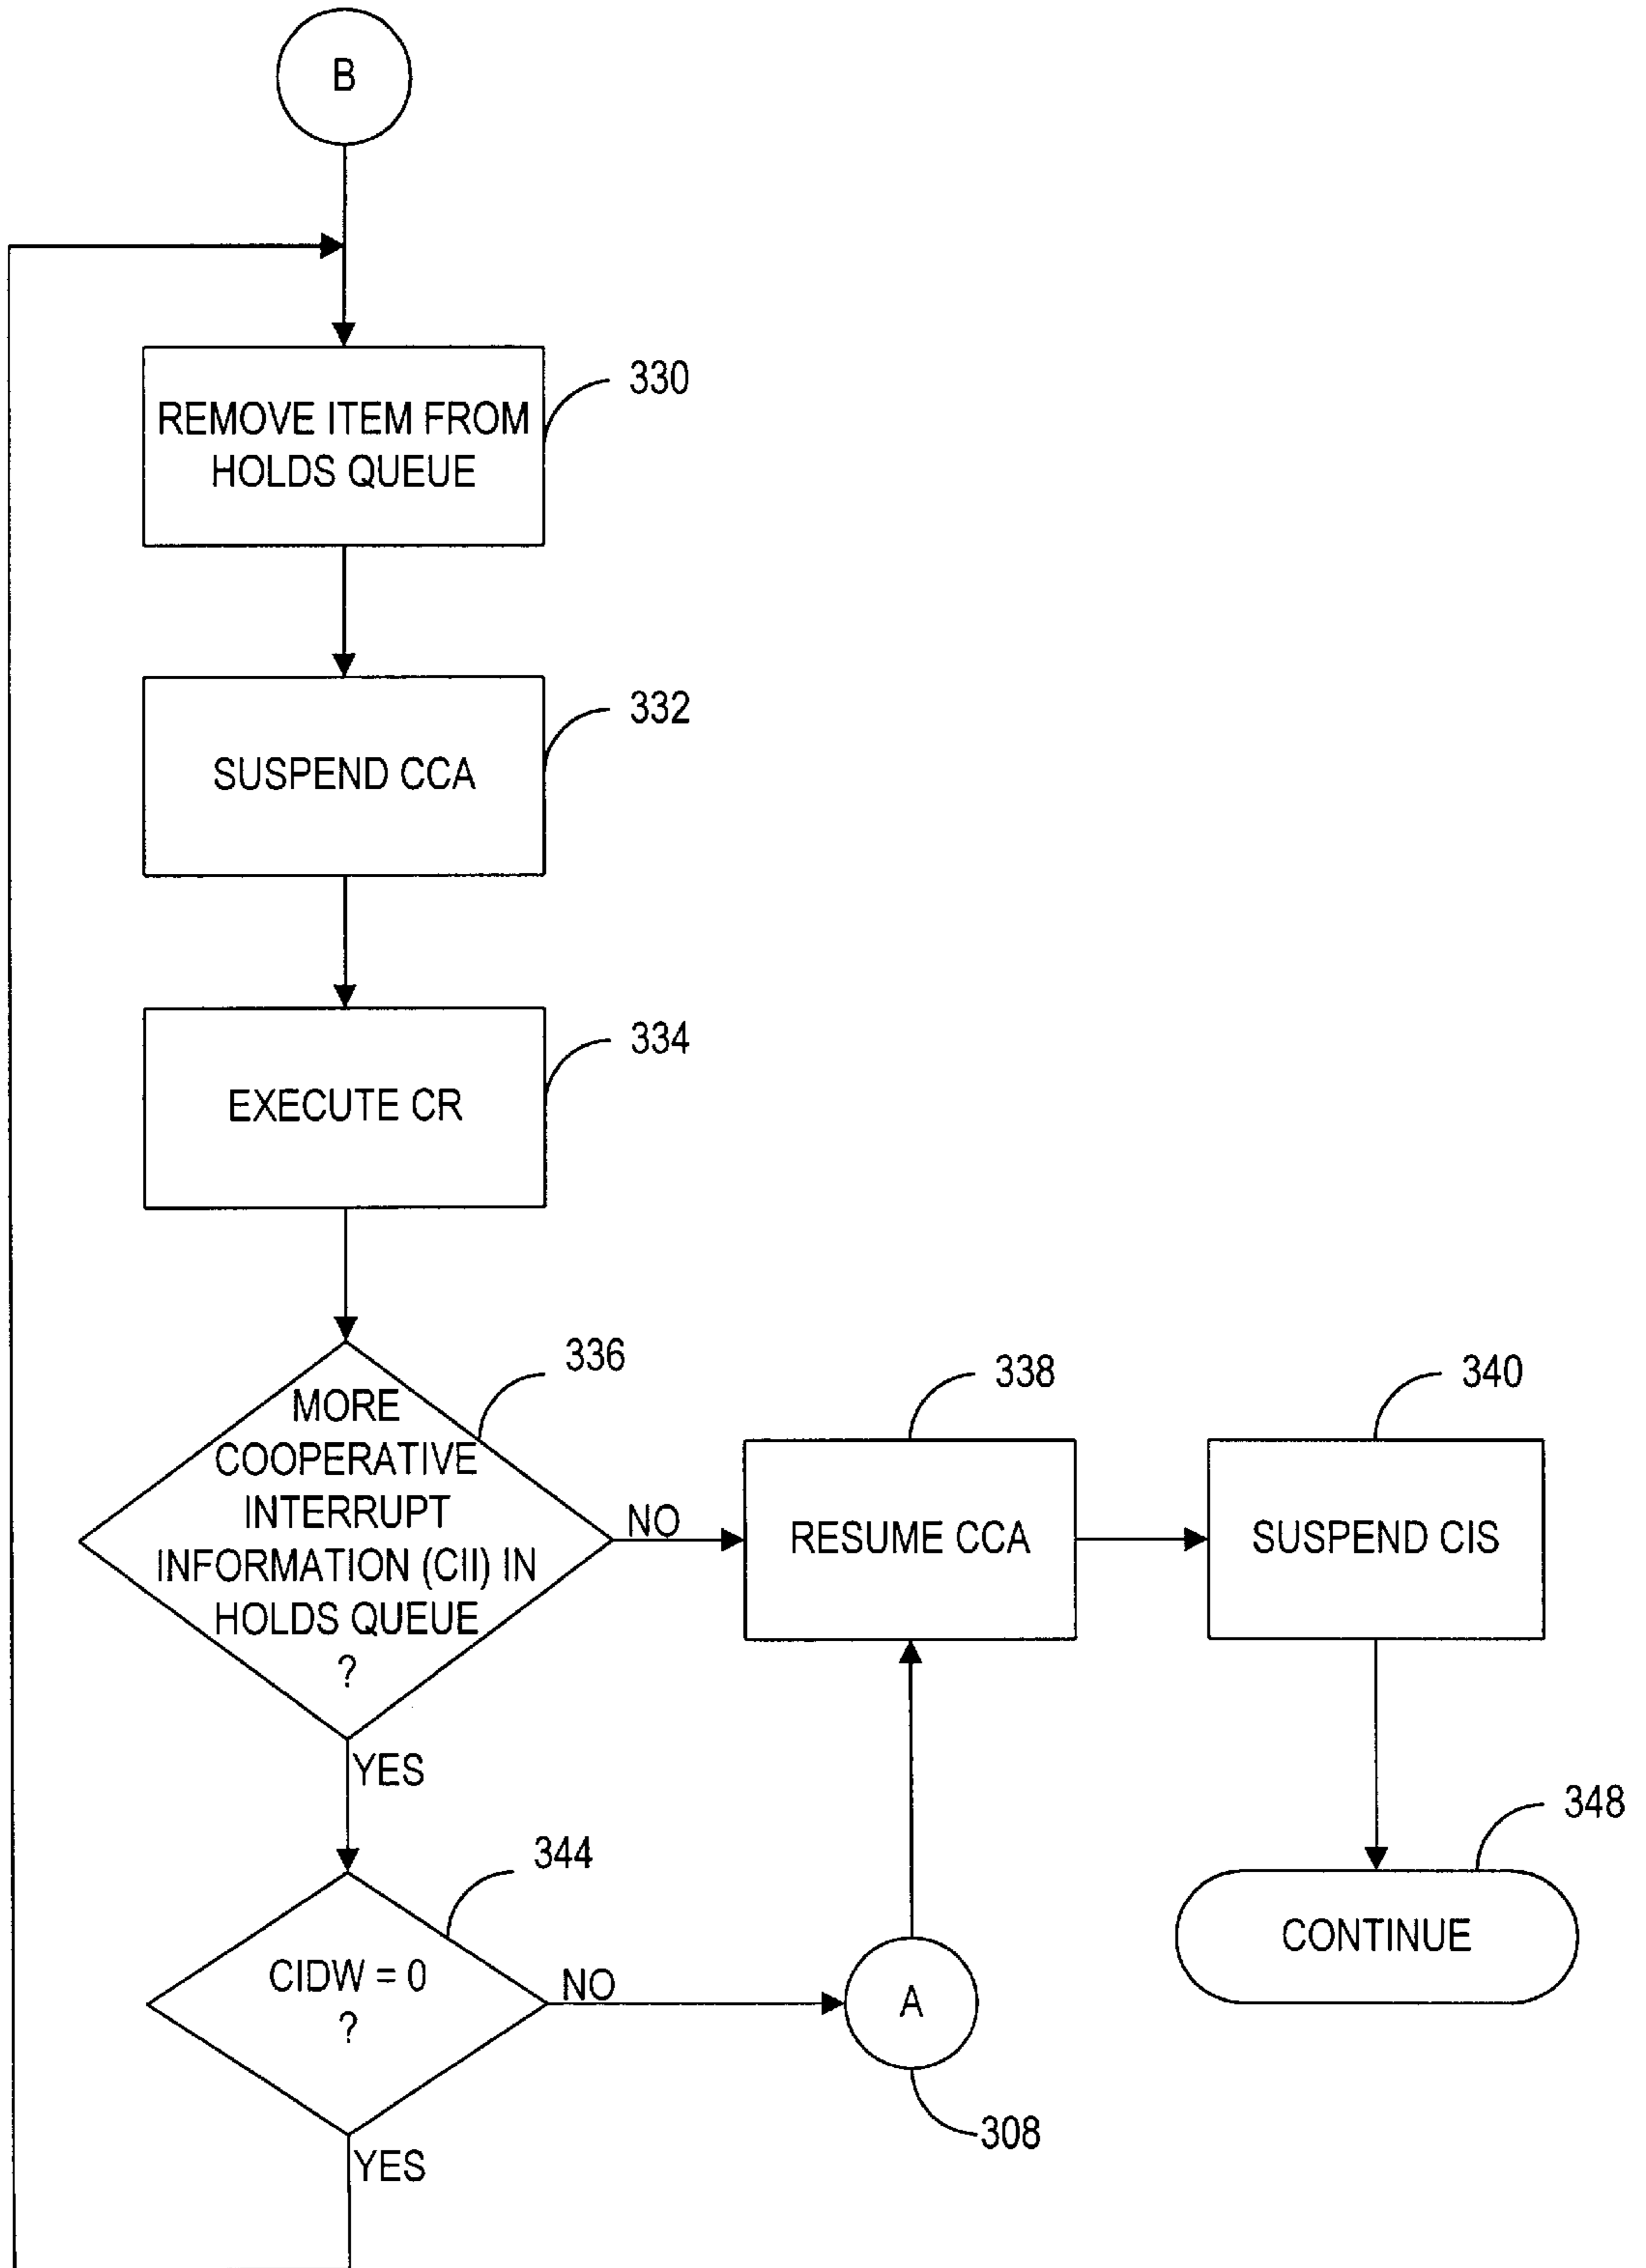 B
330
REMOVE ITEM FROM
HOLDS QUEUE
332
SUSPEND CCA
334
EXECUTE CR
336
MORE
COOPERATIVE
INTERRUPT
INFORMATION (CII) IN
HOLDS QUEUE
?
NO
338
RESUME CCA
340
SUSPEND CIS
YES
344
CIDW = 0
?
NO
A
308
348
CONTINUE
YES